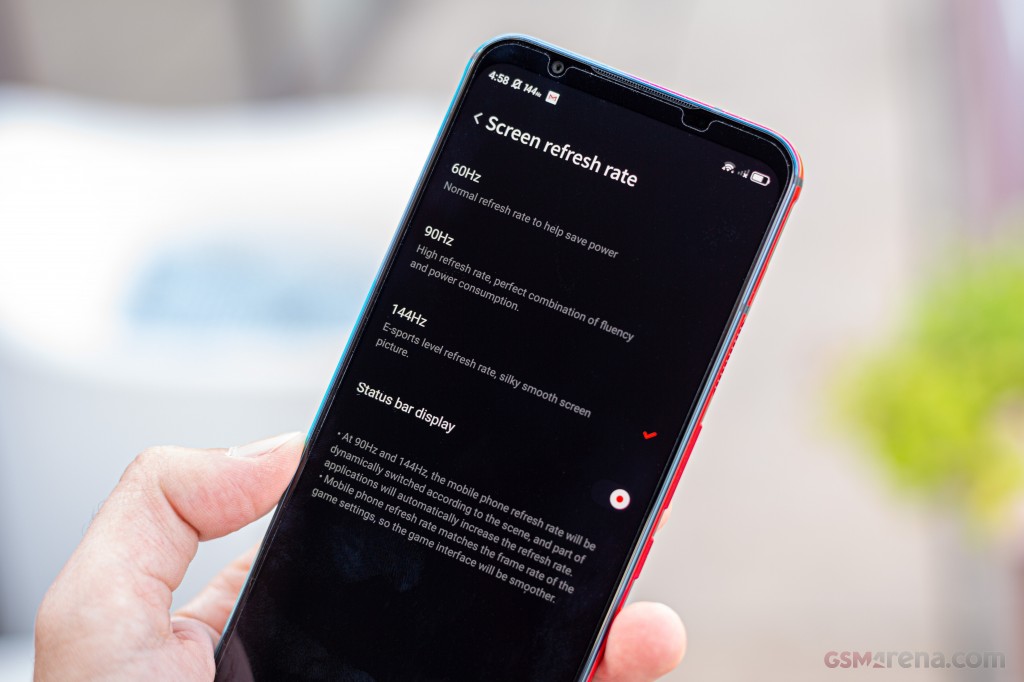 4:58 144Hz
Screen refresh rate
60Hz
Normal refresh rate to help save power
90Hz
High refresh rate, perfect combination of fluency
and power consumption.
144Hz
E-sports level refresh rate, silky smooth screen
picture.
Status bar display
• At 90Hz and 144Hz, the mobile phone refresh rate will be
dynamically switched according to the scene, and part of
applications will automatically increase the refresh rate.
• Mobile phone refresh rate matches the frame rate of the
game settings, so the game interface will be smoother.
GSMArena.com